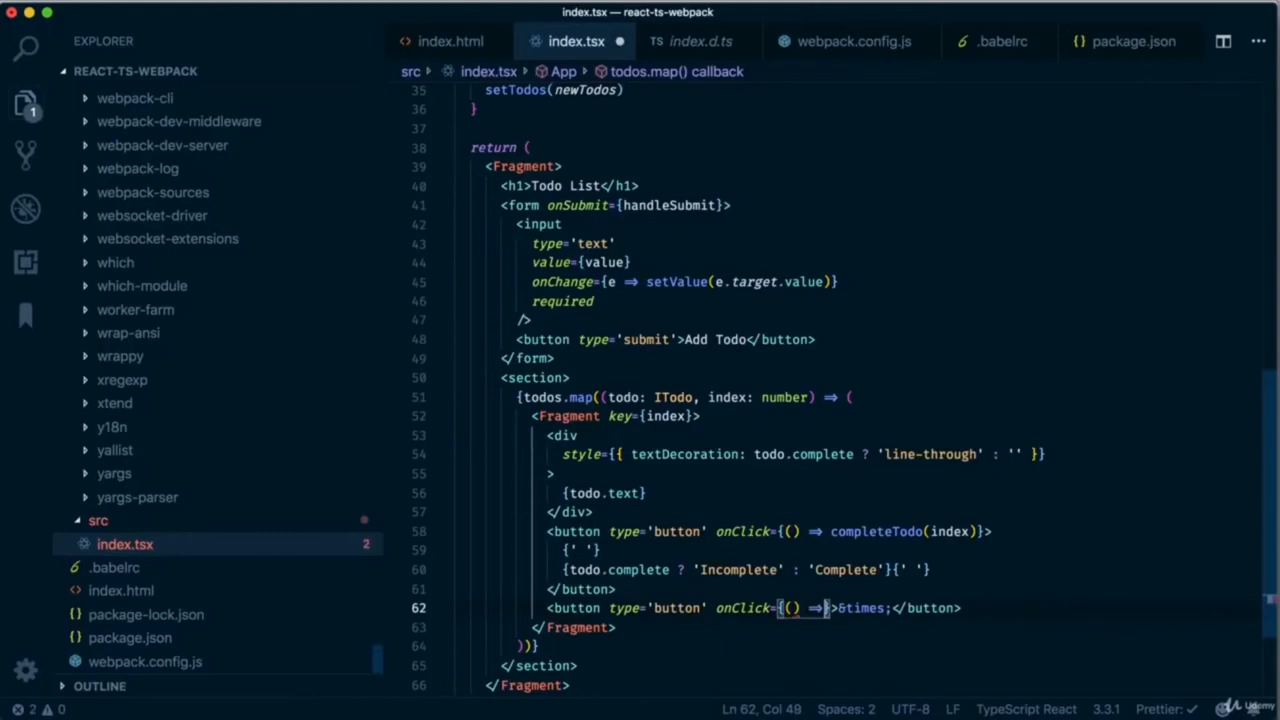 index.tsx — react-ts-webpack
EXPLORER
index.html
index.tsx
TS index.d.ts
webpack.config.js
.babelrc
{} package.json
REACT-TS-WEBPACK
src index.tsx App todos.map() callback
1
webpack-cli
webpack-dev-middleware
webpack-dev-server
webpack-log
webpack-sources
websocket-driver
websocket-extensions
which
which-module
worker-farm
wrap-ansi
wrappy
xregexp
xtend
y18n
yallist
yargs
yargs-parser
src
index.tsx 2
.babelrc
<> index.html
{} package-lock.json
{} package.json
webpack.config.js
OUTLINE
35 setTodos(newTodos)
36 }
37
38 return (
39 <Fragment>
40 <h1>Todo List</h1>
41 <form onSubmit={handleSubmit}>
42 <input
43 type='text'
44 value={value}
45 onChange={e => setValue(e.target.value)}
46 required
47 />
48 <button type='submit'>Add Todo</button>
49 </form>
50 <section>
51 {todos.map((todo: ITodo, index: number) => (
52 <Fragment key={index}>
53 <div
54 style={{ textDecoration: todo.complete ? 'line-through' : '' }}
55 >
56 {todo.text}
57 </div>
58 <button type='button' onClick={() => completeTodo(index)}>
59 {' '}
60 {todo.complete ? 'Incomplete' : 'Complete'}{' '}
61 </button>
62 <button type='button' onClick={() =>}>&times;</button>
63 </Fragment>
64 ))}
65 </section>
66 </Fragment>
2 0
Ln 62, Col 49 Spaces: 2 UTF-8 LF TypeScript React 3.3.1 Prettier: ✓
Udemy